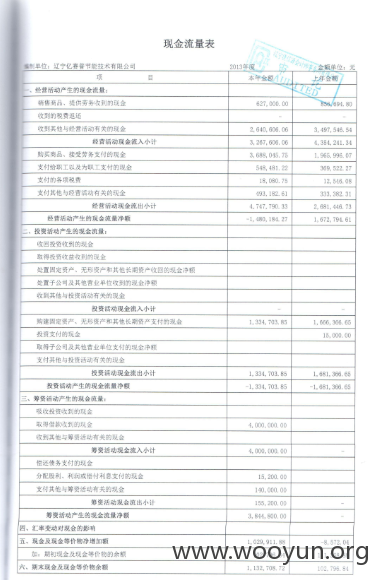 现金流量表
编制单位：辽宁亿赛普节能技术有限公司 2013年度 金额单位：元
项 目 本年金额 上年金额
一、经营活动产生的现金流量：
销售商品、提供劳务收到的现金 627,000.00
收到的税费返还 - -
收到其他与经营活动有关的现金 2,640,606.06 3,497,546.54
经营活动现金流入小计 3,267,606.06 4,354,241.34
购买商品、接受劳务支付的现金 3,688,045.75 1,965,998.07
支付给职工以及为职工支付的现金 548,481.22 369,522.27
支付的各项税费 18,080.75 12,545.08
支付其他与经营活动有关的现金 493,182.61 333,382.31
经营活动现金流出小计 4,747,790.33 2,681,446.73
经营活动产生的现金流量净额 -1,480,184.27 1,672,794.61
二、投资活动产生的现金流量：
收回投资收到的现金
取得投资收益收到的现金
处置固定资产、无形资产和其他长期资产收回的现金净额
处置子公司及其他营业单位收到的现金净额
收到其他与投资活动有关的现金
投资活动现金流入小计 - -
购建固定资产、无形资产和其他长期资产支付的现金 1,334,703.85 1,666,366.65
投资支付的现金 15,000.00
取得子公司及其他营业单位支付的现金净额
支付其他与投资活动有关的现金
投资活动现金流出小计 1,334,703.85 1,681,366.65
投资活动产生的现金流量净额 -1,334,703.85 -1,681,366.65
三、筹资活动产生的现金流量：
吸收投资收到的现金
取得借款收到的现金 4,000,000.00
收到其他与筹资活动有关的现金
筹资活动现金流入小计 4,000,000.00 -
偿还债务支付的现金
分配股利、利润或偿付利息支付的现金 15,200.00
支付其他与筹资活动有关的现金 140,000.00
筹资活动现金流出小计 155,200.00 -
筹资活动产生的现金流量净额 3,844,800.00 -
四、汇率变动对现金的影响
五、现金及现金等价物净增加额 1,029,911.88 -8,572.04
加：期初现金及现金等价物余额
六、期末现金及现金等价物余额
AUDITED
www.wooyun.org